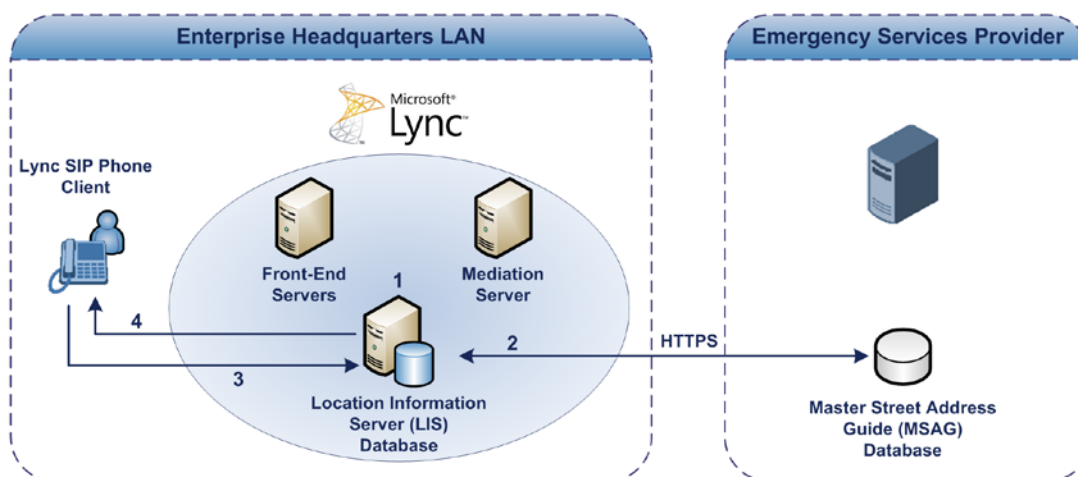 Enterprise Headquarters LAN
Emergency Services Provider
Microsoft®
Lync™
Lync SIP Phone
Client
Front-End
Servers
Mediation
Server
1
4
2
HTTPS
3
Location Information
Server (LIS)
Database
Master Street Address
Guide (MSAG)
Database